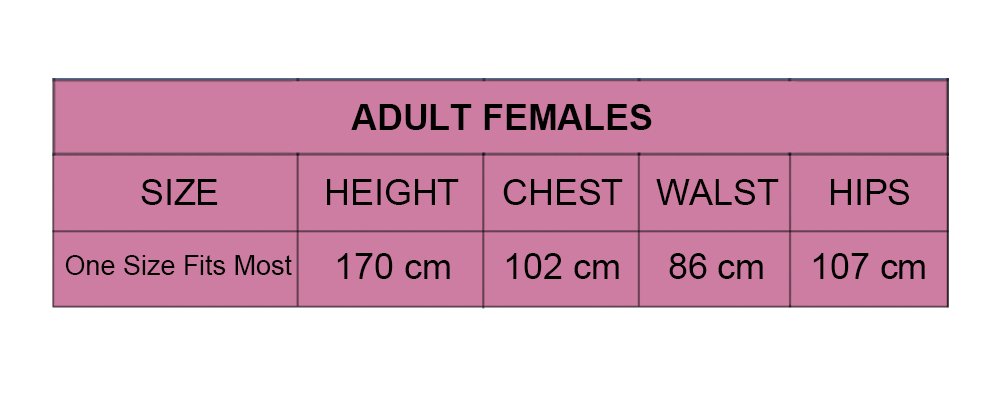 ADULT FEMALES
SIZE HEIGHT CHEST WALST HIPS
One Size Fits Most 170 cm 102 cm 86 cm 107 cm